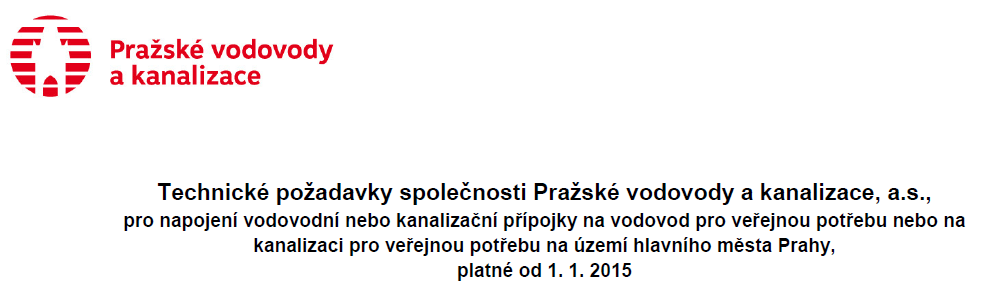 Pražské vodovody
a kanalizace
Technické požadavky společnosti Pražské vodovody a kanalizace, a.s.,
pro napojení vodovodní nebo kanalizační přípojky na vodovod pro veřejnou potřebu nebo na
kanalizaci pro veřejnou potřebu na území hlavního města Prahy,
platné od 1. 1. 2015